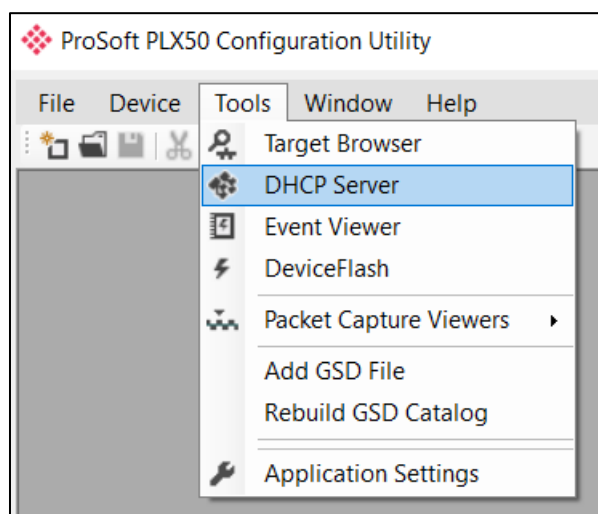 ProSoft PLX50 Configuration Utility
File Device Tools Window Help
Target Browser
DHCP Server
Event Viewer
DeviceFlash
Packet Capture Viewers
Add GSD File
Rebuild GSD Catalog
Application Settings